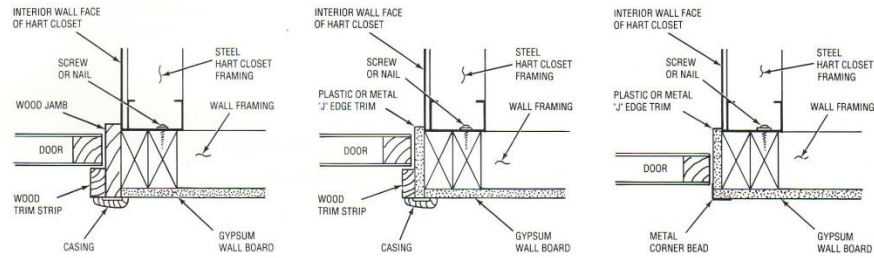 INTERIOR WALL FACE
OF HART CLOSET
SCREW
OR NAIL
STEEL
HART CLOSET
FRAMING
WOOD JAMB
WALL FRAMING
DOOR
WOOD
TRIM STRIP
CASING
GYPSUM
WALL BOARD
INTERIOR WALL FACE
OF HART CLOSET
SCREW
OR NAIL
STEEL
HART CLOSET
FRAMING
PLASTIC OR METAL
"J" EDGE TRIM
WALL FRAMING
DOOR
WOOD
TRIM STRIP
CASING
GYPSUM
WALL BOARD
INTERIOR WALL FACE
OF HART CLOSET
SCREW
OR NAIL
STEEL
HART CLOSET
FRAMING
PLASTIC OR METAL
'J' EDGE TRIM
WALL FRAMING
DOOR
METAL
CORNER BEAD
GYPSUM
WALL BOARD